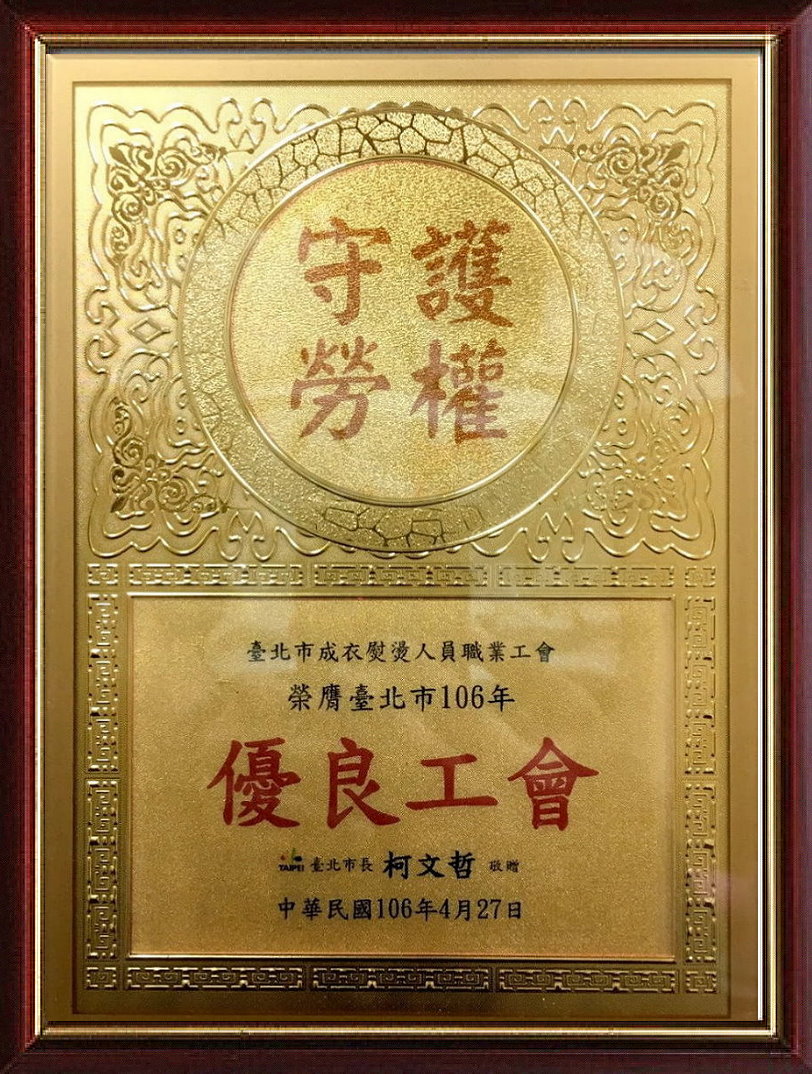 守護
勞權
臺北市成衣熨燙人員職業工會
榮膺臺北市106年
優良工會
TAIPEI 臺北市長 柯文哲 敬贈
中華民國106年4月27日